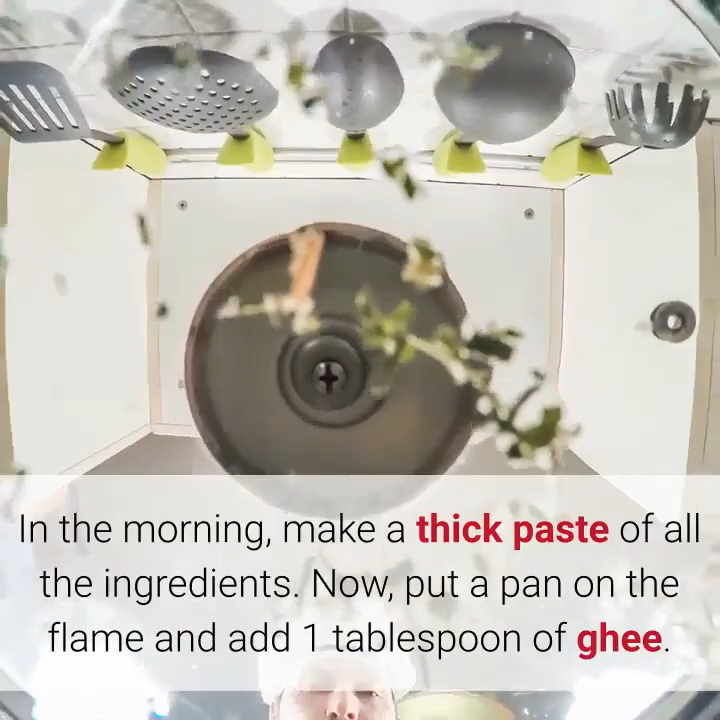 In the morning, make a thick paste of all
the ingredients. Now, put a pan on the
flame and add 1 tablespoon of ghee.